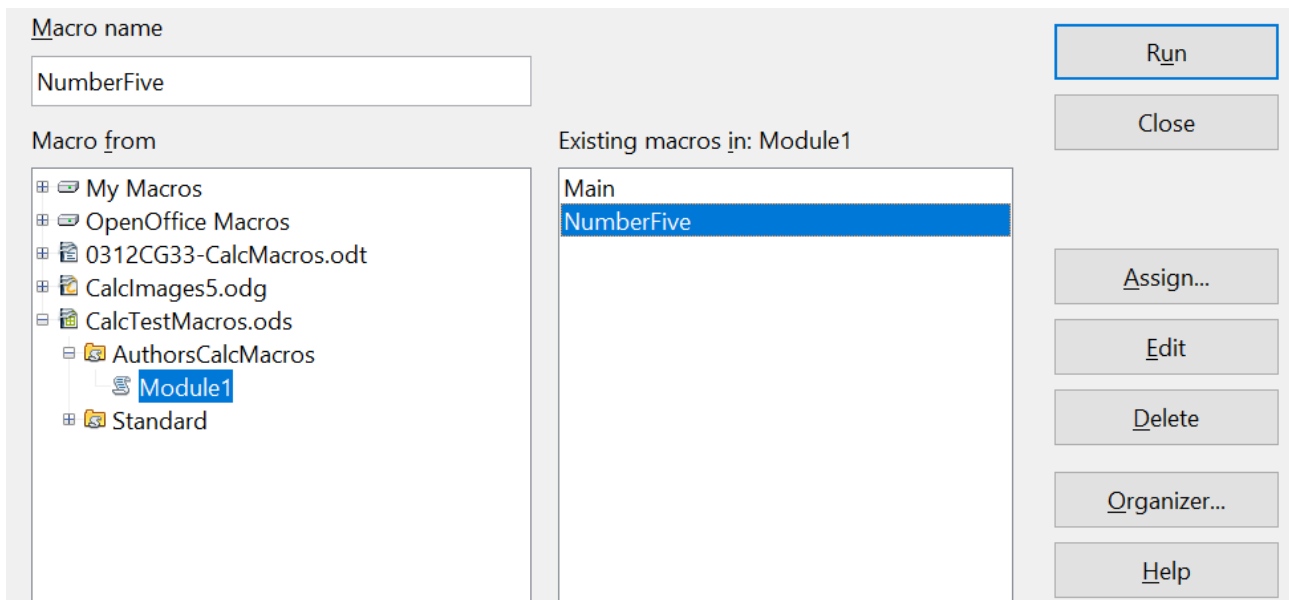 Macro name
NumberFive
Macro from
My Macros
OpenOffice Macros
0312CG33-CalcMacros.odt
CalcImages5.odg
CalcTestMacros.ods
AuthorsCalcMacros
Module1
Standard
Existing macros in: Module1
Main
NumberFive
Run
Close
Assign...
Edit
Delete
Organizer...
Help